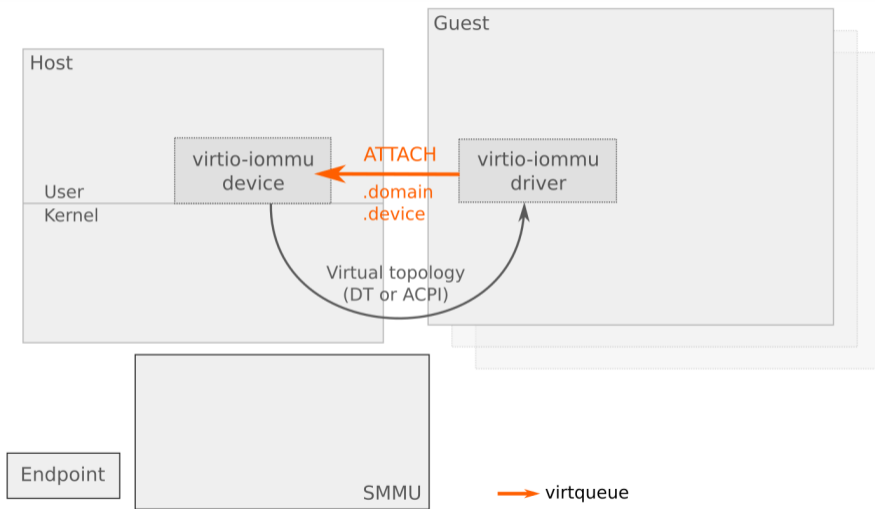 Guest
Host
virtio-iommu
device
ATTACH
.domain
.device
virtio-iommu
driver
User
Kernel
Virtual topology
(DT or ACPI)
Endpoint
SMMU
virtqueue